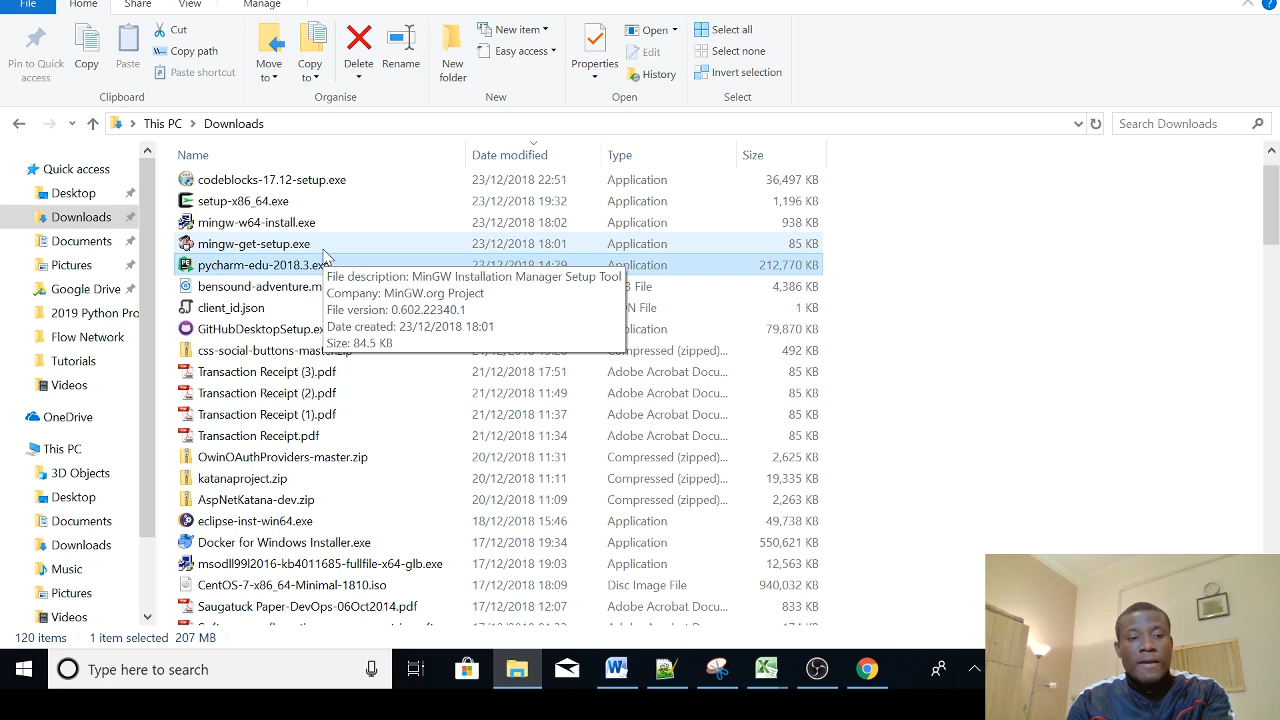 File Home Share View Manage
Pin to Quick access
Copy
Paste
Cut
Copy path
Paste shortcut
Clipboard
Move to
Copy to
Delete
Rename
Organise
New folder
New item
Easy access
New
Properties
Open
Edit
History
Open
Select all
Select none
Invert selection
Select
This PC > Downloads
Search Downloads
Name Date modified Type Size
codeblocks-17.12-setup.exe 23/12/2018 22:51 Application 36,497 KB
setup-x86_64.exe 23/12/2018 19:32 Application 1,196 KB
mingw-w64-install.exe 23/12/2018 18:02 Application 938 KB
mingw-get-setup.exe 23/12/2018 18:01 Application 85 KB
pycharm-edu-2018.3.exe 23/12/2018 14:29 Application 212,770 KB
bensound-adventure.m File 4,386 KB
client_id.json N File 1 KB
GitHubDesktopSetup.ex Application 79,870 KB
css-social-buttons-master.zip Compressed (zipped)... 492 KB
Transaction Receipt (3).pdf 21/12/2018 17:51 Adobe Acrobat Docu... 85 KB
Transaction Receipt (2).pdf 21/12/2018 11:49 Adobe Acrobat Docu... 85 KB
Transaction Receipt (1).pdf 21/12/2018 11:37 Adobe Acrobat Docu... 85 KB
Transaction Receipt.pdf 21/12/2018 11:34 Adobe Acrobat Docu... 85 KB
OwinOAuthProviders-master.zip 20/12/2018 11:31 Compressed (zipped)... 2,625 KB
katanaproject.zip 20/12/2018 11:11 Compressed (zipped)... 19,335 KB
AspNetKatana-dev.zip 20/12/2018 11:09 Compressed (zipped)... 2,263 KB
eclipse-inst-win64.exe 18/12/2018 15:46 Application 49,738 KB
Docker for Windows Installer.exe 17/12/2018 19:34 Application 550,621 KB
msodll99l2016-kb4011685-fullfile-x64-glb.exe 17/12/2018 19:03 Application 12,563 KB
CentOS-7-x86_64-Minimal-1810.iso 17/12/2018 18:09 Disc Image File 940,032 KB
Saugatuck Paper-DevOps-06Oct2014.pdf 17/12/2018 12:07 Adobe Acrobat Docu... 833 KB
File description: MinGW Installation Manager Setup Tool
Company: MinGW.org Project
File version: 0.602.22340.1
Date created: 23/12/2018 18:01
Size: 84.5 KB
Quick access
Desktop
Downloads
Documents
Pictures
Google Drive
2019 Python Pro
Flow Network
Tutorials
Videos
OneDrive
This PC
3D Objects
Desktop
Documents
Downloads
Music
Pictures
Videos
120 items 1 item selected 207 MB
Type here to search